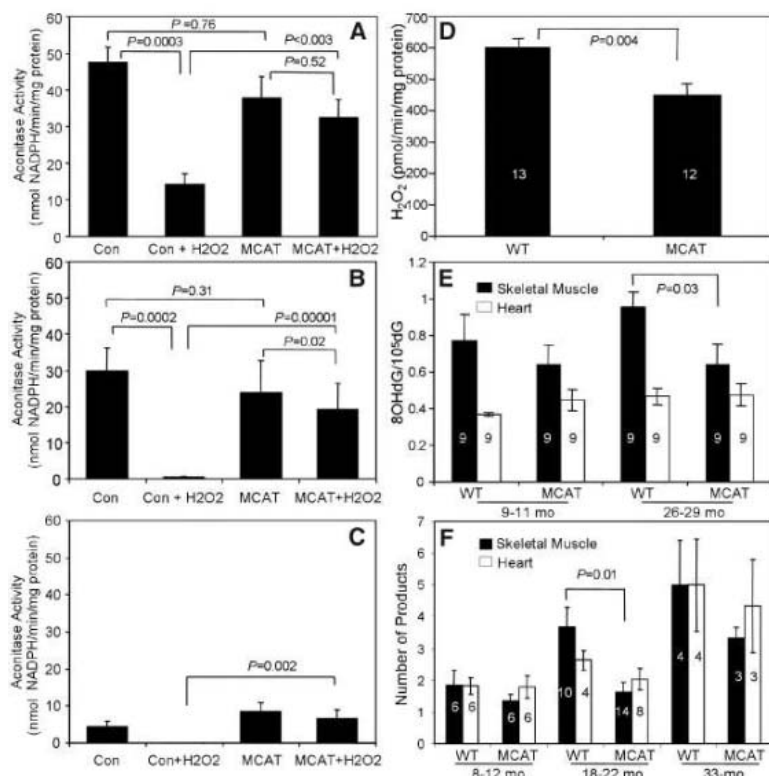 A
Aconitase Activity
(nmol NADPH/min/mg protein)
60
50
40
30
20
10
0
P =0.76
P=0.0003
P<0.003
P=0.52
Con
Con + H2O2
MCAT
MCAT+H2O2
B
Aconitase Activity
(nmol NADPH/min/mg protein)
60
50
40
30
20
10
0
P=0.31
P=0.0002
P=0.00001
P=0.02
Con
Con + H2O2
MCAT
MCAT+H2O2
C
Aconitase Activity
(nmol NADPH/min/mg protein)
50
40
30
20
10
0
P=0.002
Con
Con+H2O2
MCAT
MCAT+H2O2
D
H₂O₂ (pmol/min/mg protein)
700
600
500
400
300
200
100
0
P=0.004
13
12
WT
MCAT
E
8OHdG/10⁵dG
1
0.8
0.6
0.4
0.2
0
Skeletal Muscle
Heart
P=0.03
9
9
9
9
9
9
9
9
WT
MCAT
WT
MCAT
9-11 mo
26-29 mo
F
Number of Products
7
6
5
4
3
2
1
0
Skeletal Muscle
Heart
P=0.01
6
6
6
6
10
4
14
8
4
4
3
3
WT
MCAT
WT
MCAT
WT
MCAT
8-12 mo
18-22 mo
33-mo